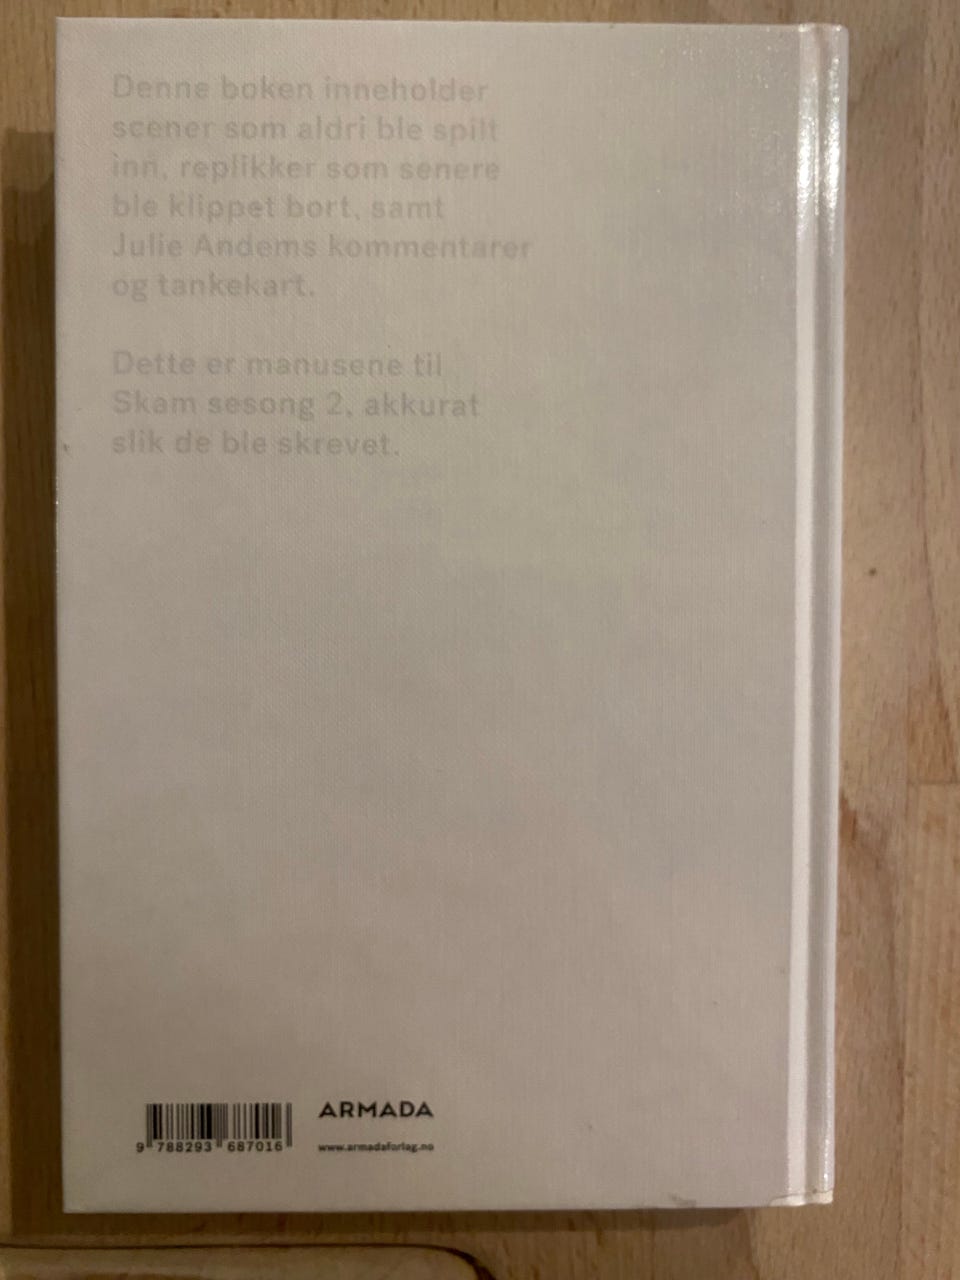 Denne boken inneholder
scener som aldri ble spilt
inn, replikker som senere
ble klippet bort, samt
Julie Andems kommentarer
og tankekart.
Dette er manusene til
Skam sesong 2, akkurat
slik de ble skrevet.
ARMADA
9 788293 687016
www.armadaforlag.no